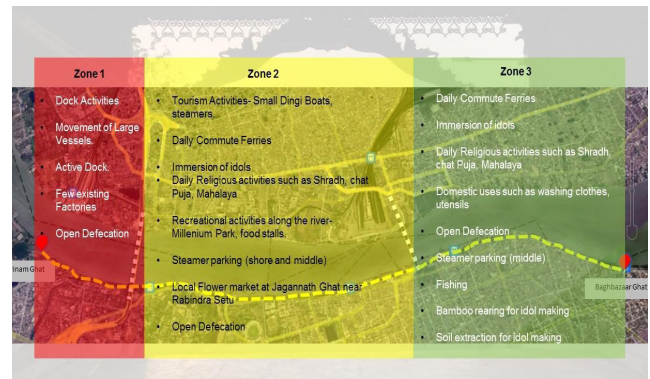 Zone 1
• Dock Activities
• Movement of Large
Vessels.
• Active Dock.
• Few existing
Factories
• Open Defecation
Zone 2
• Tourism Activities- Small Dingi Boats,
steamers,
• Daily Commute Ferries
• Immersion of idols
• Daily Religious activities such as Shradh, chat
Puja, Mahalaya
• Recreational activities along the river-
Millenium Park, food stalls.
• Steamer parking (shore and middle)
• Local Flower market at Jagannath Ghat near
Rabindra Setu
• Open Defecation
Zone 3
• Daily Commute Ferries
• Immersion of idols
• Daily Religious activities such as Shradh,
chat Puja, Mahalaya
• Domestic uses such as washing clothes,
utensils
• Open Defecation
• Steamer parking (middle)
• Fishing
• Bamboo rearing for idol making
• Soil extraction for idol making
inam Ghat
Baghbazaar Ghat